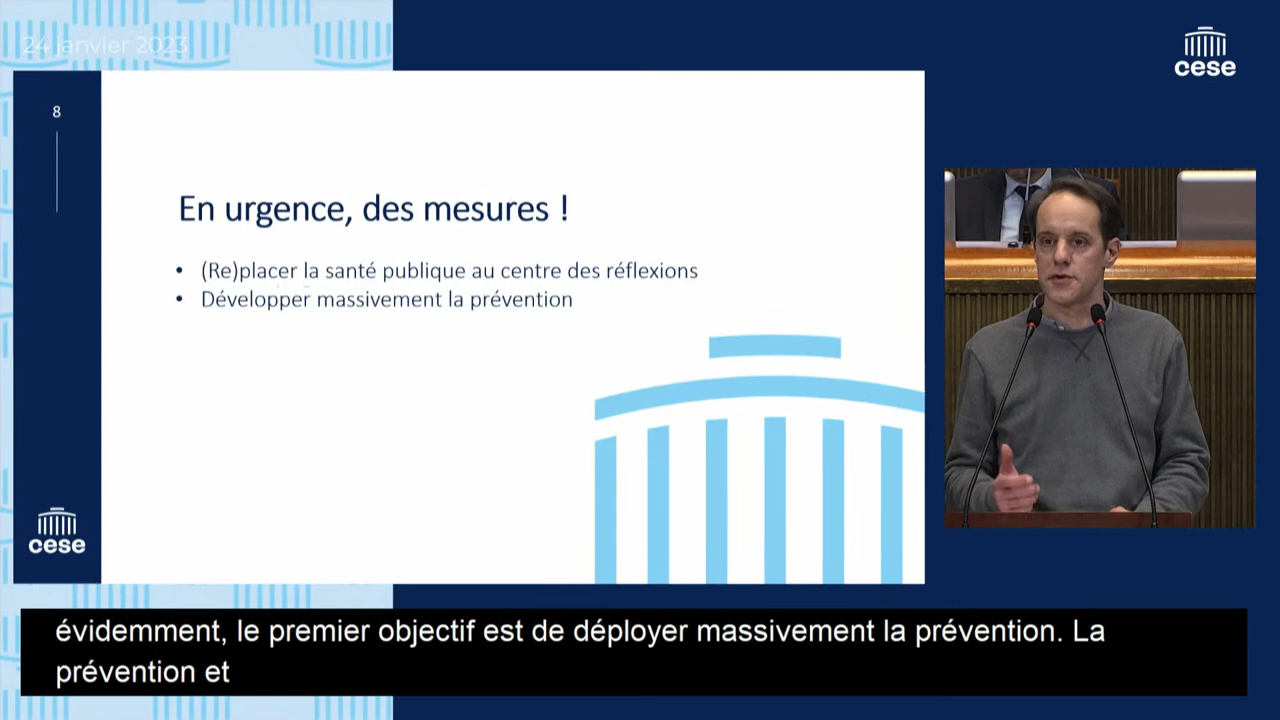 24 janvier 2023
cese
8
En urgence, des mesures !
• (Re)placer la santé publique au centre des réflexions
• Développer massivement la prévention
cese
évidemment, le premier objectif est de déployer massivement la prévention. La
prévention et